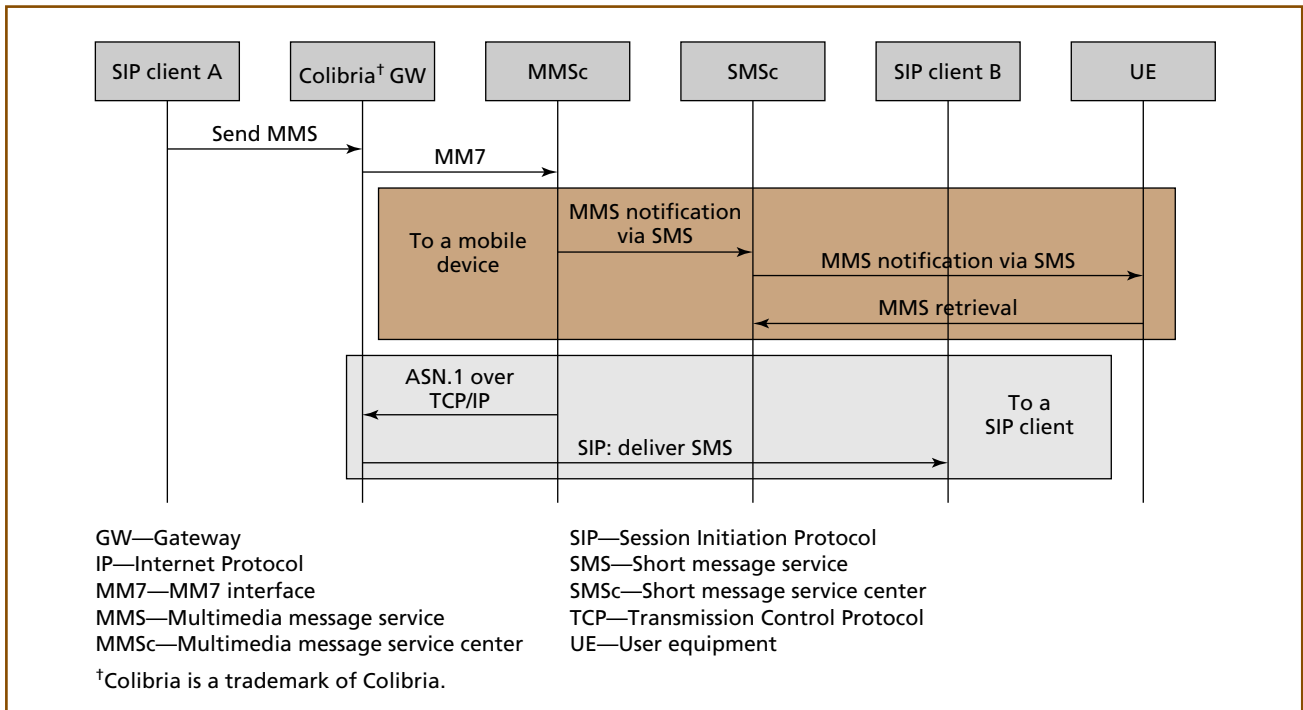 SIP client A
Colibria† GW
MMSc
SMSc
SIP client B
UE
Send MMS
MM7
To a mobile
device
MMS notification
via SMS
MMS notification via SMS
MMS retrieval
ASN.1 over
TCP/IP
To a
SIP client
SIP: deliver SMS
GW—Gateway
IP—Internet Protocol
MM7—MM7 interface
MMS—Multimedia message service
MMSc—Multimedia message service center
SIP—Session Initiation Protocol
SMS—Short message service
SMSc—Short message service center
TCP—Transmission Control Protocol
UE—User equipment
†Colibria is a trademark of Colibria.